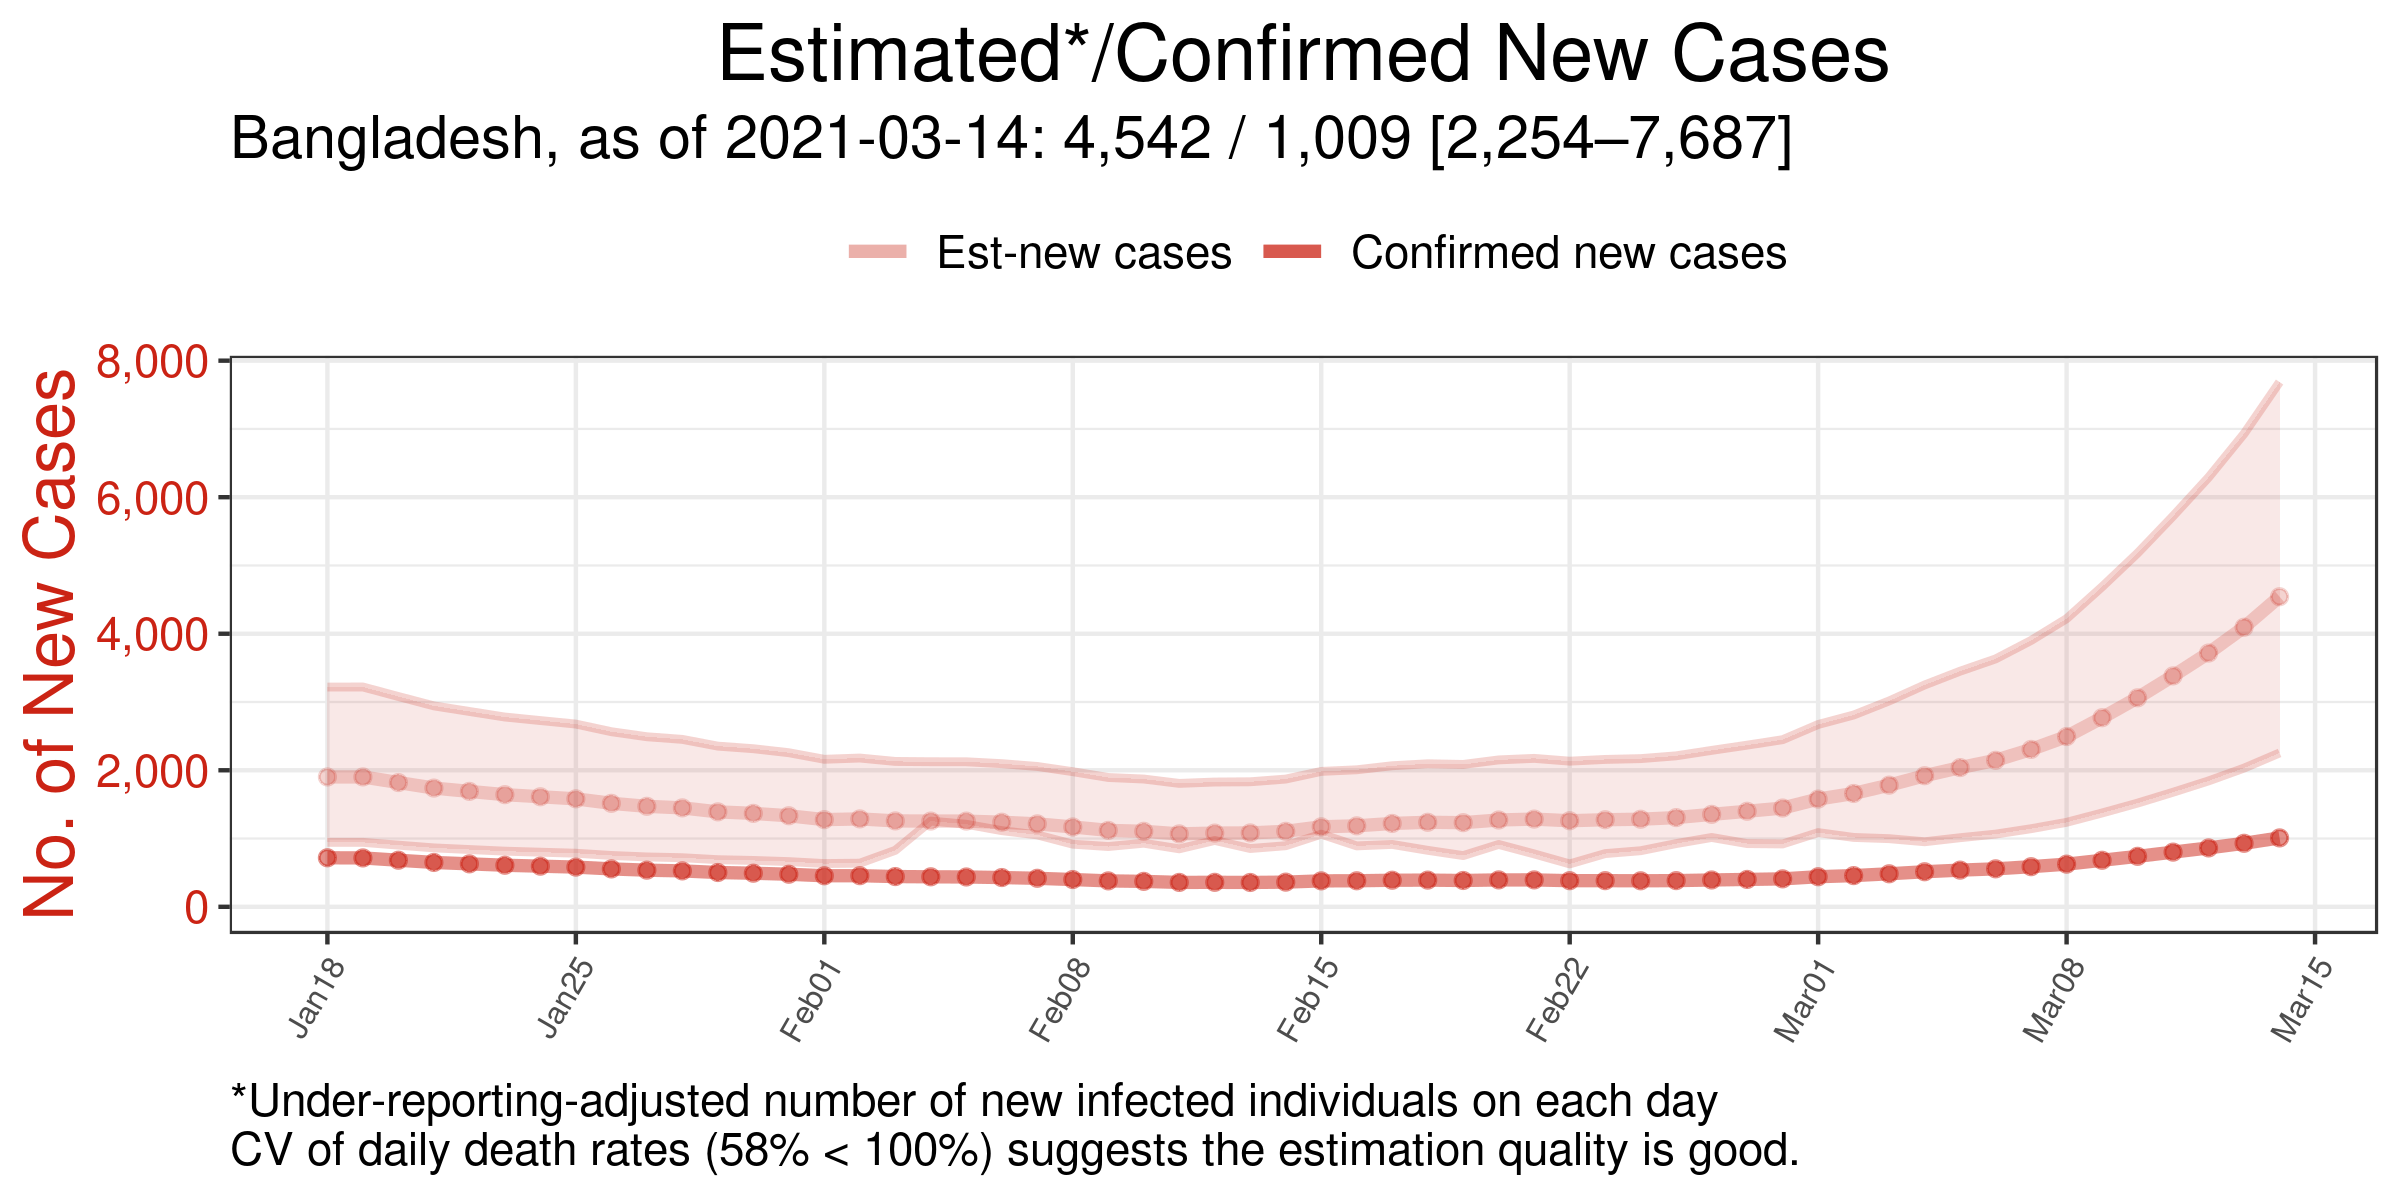 Estimated*/Confirmed New Cases
Bangladesh, as of 2021-03-14: 4,542 / 1,009 [2,254–7,687]
Est-new cases Confirmed new cases
No. of New Cases
8,000
6,000
4,000
2,000
0
Jan18 Jan25 Feb01 Feb08 Feb15 Feb22 Mar01 Mar08 Mar15
*Under-reporting-adjusted number of new infected individuals on each day
CV of daily death rates (58% < 100%) suggests the estimation quality is good.